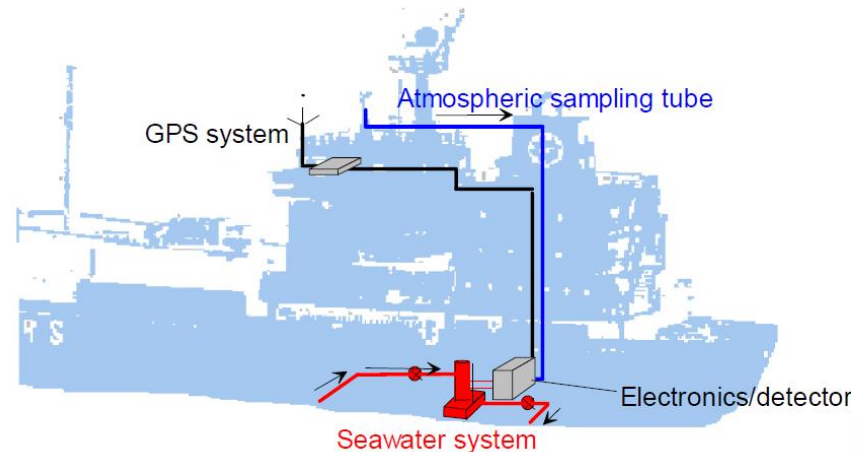 Atmospheric sampling tube
GPS system
Electronics/detector
Seawater system